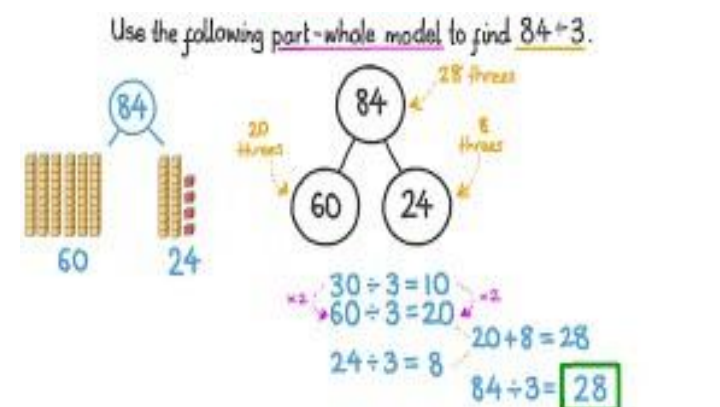 Use the following part-whole model to find 84÷3.
84
60
24
84
28 threes
20
threes
8
threes
60
24
30 ÷ 3 = 10
×2
×2
60 ÷ 3 = 20
24 ÷ 3 = 8
20 + 8 = 28
84 ÷ 3 = 28